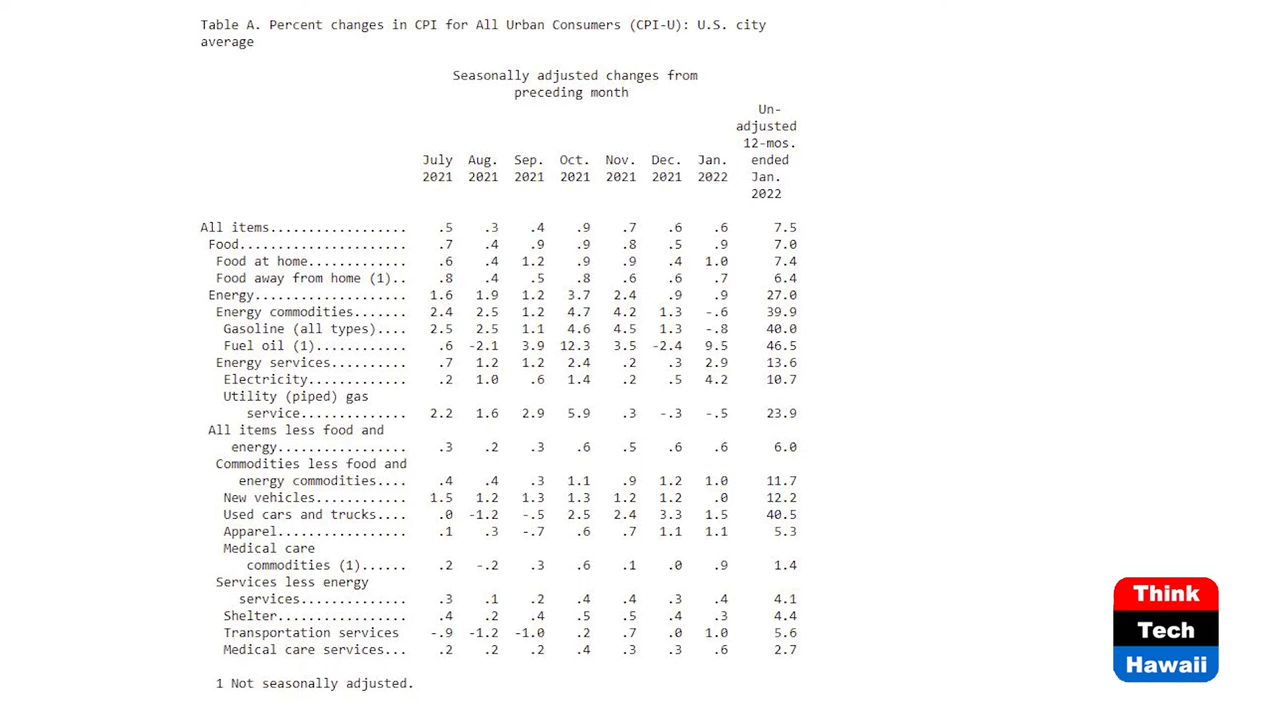 Table A. Percent changes in CPI for All Urban Consumers (CPI-U): U.S. city
average
Seasonally adjusted changes from
preceding month
Un-
adjusted
12-mos.
July Aug. Sep. Oct. Nov. Dec. Jan. ended
2021 2021 2021 2021 2021 2021 2022 Jan.
2022
All items.................. .5 .3 .4 .9 .7 .6 .6 7.5
Food...................... .7 .4 .9 .9 .8 .5 .9 7.0
Food at home............. .6 .4 1.2 .9 .9 .4 1.0 7.4
Food away from home (1).. .8 .4 .5 .8 .6 .6 .7 6.4
Energy.................... 1.6 1.9 1.2 3.7 2.4 .9 .9 27.0
Energy commodities....... 2.4 2.5 1.2 4.7 4.2 1.3 -.6 39.9
Gasoline (all types).... 2.5 2.5 1.1 4.6 4.5 1.3 -.8 40.0
Fuel oil (1)............ .6 -2.1 3.9 12.3 3.5 -2.4 9.5 46.5
Energy services.......... .7 1.2 1.2 2.4 .2 .3 2.9 13.6
Electricity............. .2 1.0 .6 1.4 .2 .5 4.2 10.7
Utility (piped) gas
service.............. 2.2 1.6 2.9 5.9 .3 -.3 -.5 23.9
All items less food and
energy................. .3 .2 .3 .6 .5 .6 .6 6.0
Commodities less food and
energy commodities.... .4 .4 .3 1.1 .9 1.2 1.0 11.7
New vehicles............ 1.5 1.2 1.3 1.3 1.2 1.2 .0 12.2
Used cars and trucks.... .0 -1.2 -.5 2.5 2.4 3.3 1.5 40.5
Apparel................. .1 .3 -.7 .6 .7 1.1 1.1 5.3
Medical care
commodities (1)...... .2 -.2 .3 .6 .1 .0 .9 1.4
Services less energy
services.............. .3 .1 .2 .4 .4 .3 .4 4.1
Shelter................. .4 .2 .4 .5 .5 .4 .3 4.4
Transportation services -.9 -1.2 -1.0 .2 .7 .0 1.0 5.6
Medical care services... .2 .2 .2 .4 .3 .3 .6 2.7
1 Not seasonally adjusted.
Think
Tech
Hawaii